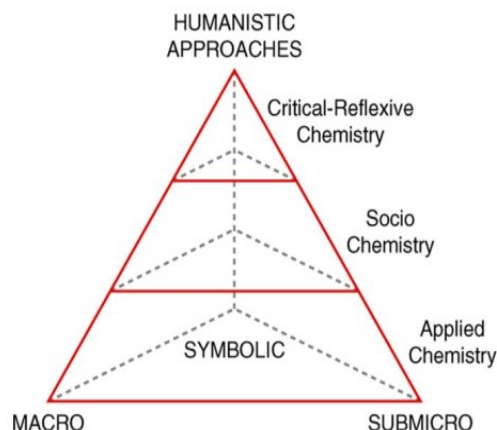 HUMANISTIC
APPROACHES
Critical-Reflexive
Chemistry
Socio
Chemistry
Applied
Chemistry
SYMBOLIC
MACRO
SUBMICRO